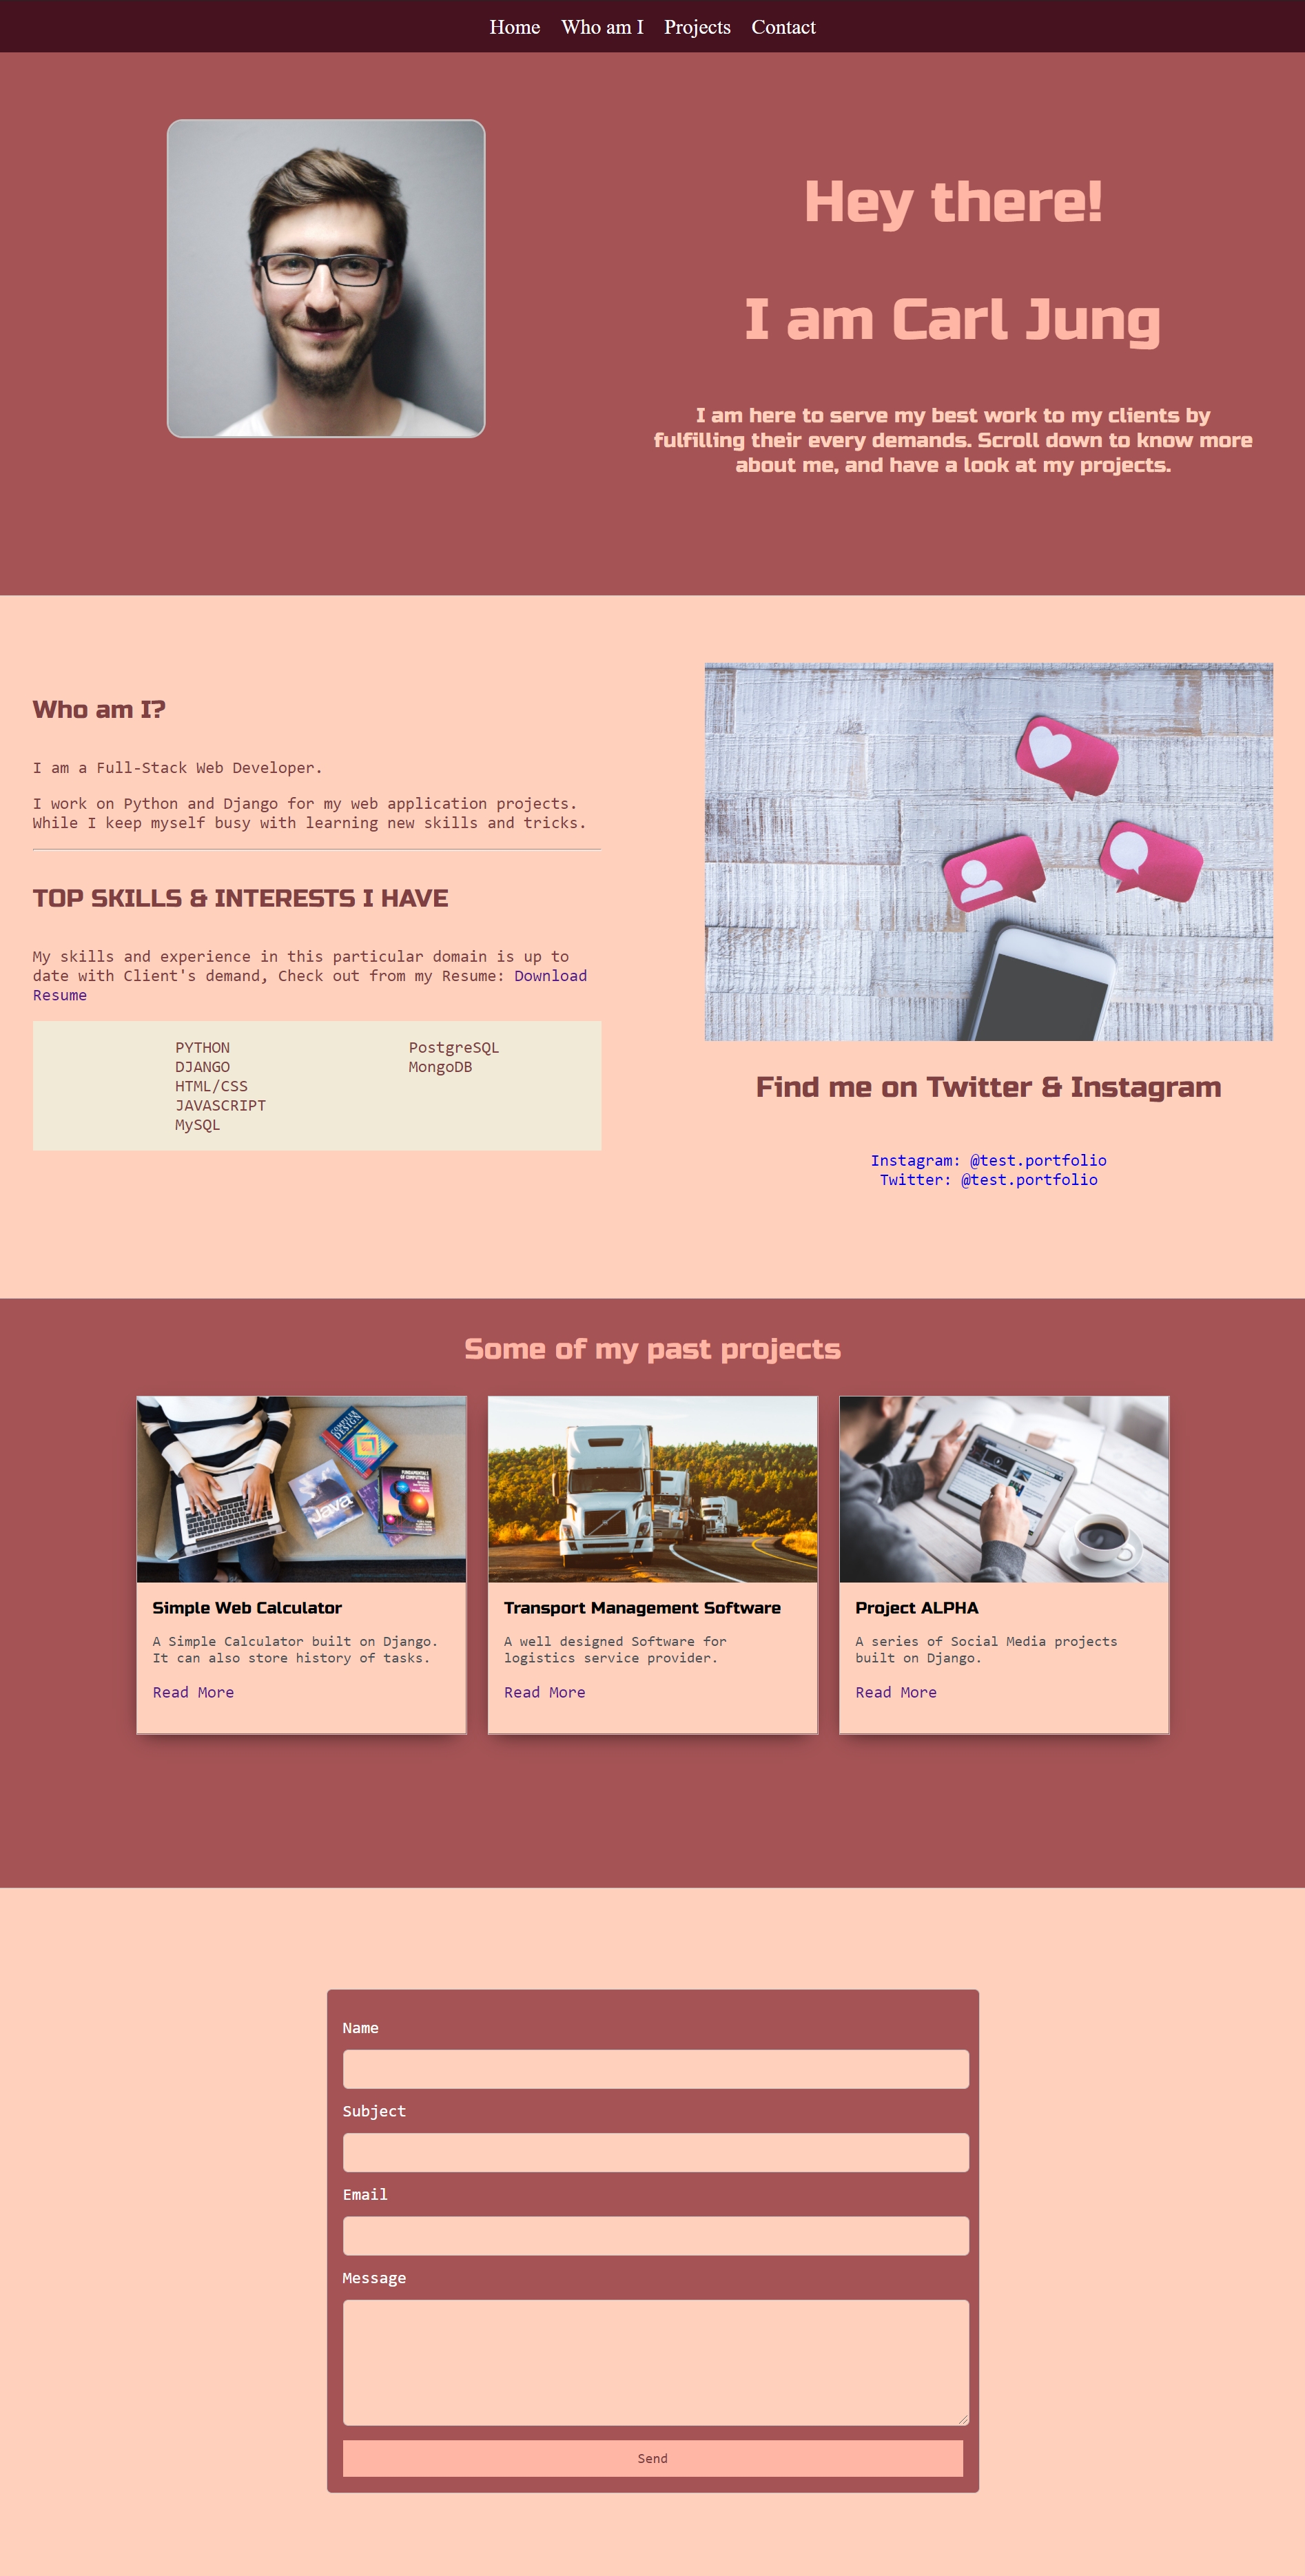 Home Who am I Projects Contact
Hey there!
I am Carl Jung
I am here to serve my best work to my clients by
fulfilling their every demands. Scroll down to know more
about me, and have a look at my projects.
Who am I?
I am a Full-Stack Web Developer.
I work on Python and Django for my web application projects.
While I keep myself busy with learning new skills and tricks.
TOP SKILLS & INTERESTS I HAVE
My skills and experience in this particular domain is up to
date with Client's demand, Check out from my Resume: Download
Resume
PYTHON
DJANGO
HTML/CSS
JAVASCRIPT
MySQL
PostgreSQL
MongoDB
Find me on Twitter & Instagram
Instagram: @test.portfolio
Twitter: @test.portfolio
Some of my past projects
COMPILER
DESIGN
Java
FUNDAMENTALS
OF COMPUTING
Simple Web Calculator
A Simple Calculator built on Django.
It can also store history of tasks.
Read More
Transport Management Software
A well designed Software for
logistics service provider.
Read More
Project ALPHA
A series of Social Media projects
built on Django.
Read More
Name
Subject
Email
Message
Send